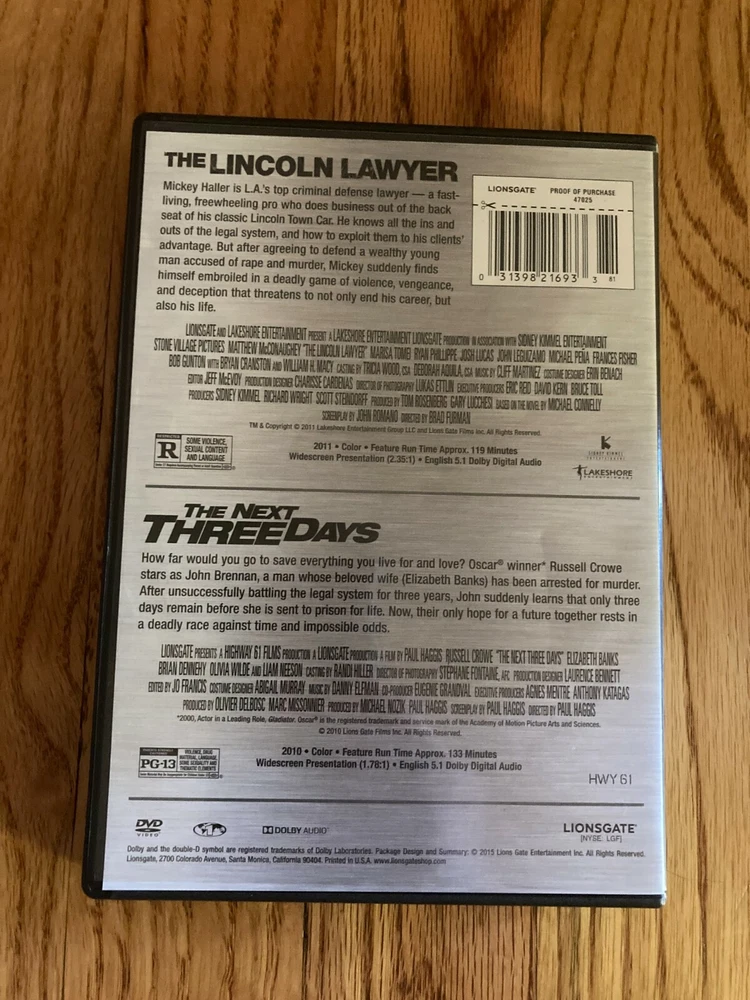 THE LINCOLN LAWYER
Mickey Haller is L.A.'s top criminal defense lawyer — a fast-
living, freewheeling pro who does business out of the back
seat of his classic Lincoln Town Car. He knows all the ins and
outs of the legal system, and how to exploit them to his clients'
advantage. But after agreeing to defend a wealthy young
man accused of rape and murder, Mickey suddenly finds
himself embroiled in a deadly game of violence, vengeance,
and deception that threatens to not only end his career, but
also his life.
LIONSGATE PROOF OF PURCHASE
47025
0 31398 21693 3 81
LIONSGATE AND LAKESHORE ENTERTAINMENT PRESENT A LAKESHORE ENTERTAINMENT LIONSGATE PRODUCTION IN ASSOCIATION WITH SIDNEY KIMMEL ENTERTAINMENT
STONE VILLAGE PICTURES MATTHEW McCONAUGHEY "THE LINCOLN LAWYER" MARISA TOMEI RYAN PHILLIPPE JOSH LUCAS JOHN LEGUIZAMO MICHAEL PEÑA FRANCES FISHER
BOB GUNTON WITH BRYAN CRANSTON AND WILLIAM H. MACY CASTING BY TRICIA WOOD, CSA DEBORAH AQUILA, CSA MUSIC BY CLIFF MARTINEZ COSTUME DESIGNER ERIN BENACH
EDITOR JEFF McEVOY PRODUCTION DESIGNER CHARISSE CARDENAS DIRECTOR OF PHOTOGRAPHY LUKAS ETTLIN EXECUTIVE PRODUCERS ERIC REID DAVID KERN BRUCE TOLL
PRODUCERS SIDNEY KIMMEL RICHARD WRIGHT SCOTT STEINDORFF PRODUCED BY TOM ROSENBERG GARY LUCCHESI BASED ON THE NOVEL BY MICHAEL CONNELLY
SCREENPLAY BY JOHN ROMANO DIRECTED BY BRAD FURMAN
TM & Copyright © 2011 Lakeshore Entertainment Group LLC and Lions Gate Films Inc. All Rights Reserved.
RESTRICTED
R
SOME VIOLENCE,
SEXUAL CONTENT
AND LANGUAGE
2011 • Color • Feature Run Time Approx. 119 Minutes
Widescreen Presentation (2.35:1) • English 5.1 Dolby Digital Audio
SIDNEY KIMMEL
ENTERTAINMENT
LAKESHORE
ENTERTAINMENT
THE NEXT
THREE DAYS
How far would you go to save everything you live for and love? Oscar® winner* Russell Crowe
stars as John Brennan, a man whose beloved wife (Elizabeth Banks) has been arrested for murder.
After unsuccessfully battling the legal system for three years, John suddenly learns that only three
days remain before she is sent to prison for life. Now, their only hope for a future together rests in
a deadly race against time and impossible odds.
LIONSGATE PRESENTS A HIGHWAY 61 FILMS PRODUCTION A LIONSGATE PRODUCTION A FILM BY PAUL HAGGIS RUSSELL CROWE "THE NEXT THREE DAYS" ELIZABETH BANKS
BRIAN DENNEHY OLIVIA WILDE AND LIAM NEESON CASTING BY RANDI HILLER DIRECTOR OF PHOTOGRAPHY STÉPHANE FONTAINE, AFC PRODUCTION DESIGNER LAURENCE BENNETT
EDITED BY JO FRANCIS COSTUME DESIGNER ABIGAIL MURRAY MUSIC BY DANNY ELFMAN CO-PRODUCER EUGENIE GRANDVAL EXECUTIVE PRODUCERS AGNÈS MENTRE ANTHONY KATAGAS
PRODUCED BY OLIVIER DELBOSC MARC MISSONNIER PRODUCED BY MICHAEL NOZIK PAUL HAGGIS SCREENPLAY BY PAUL HAGGIS DIRECTED BY PAUL HAGGIS
*2000, Actor in a Leading Role, Gladiator. Oscar® is the registered trademark and service mark of the Academy of Motion Picture Arts and Sciences.
© 2010 Lions Gate Films Inc. All Rights Reserved.
PG-13
VIOLENCE, DRUG
MATERIAL, LANGUAGE,
SOME SEXUALITY AND
THEMATIC ELEMENTS
2010 • Color • Feature Run Time Approx. 133 Minutes
Widescreen Presentation (1.78:1) • English 5.1 Dolby Digital Audio
HWY 61
DVD
VIDEO
1
DOLBY AUDIO™
LIONSGATE®
[NYSE: LGF]
Dolby and the double-D symbol are registered trademarks of Dolby Laboratories. Package Design and Summary: © 2015 Lions Gate Entertainment Inc. All Rights Reserved.
Lionsgate, 2700 Colorado Avenue, Santa Monica, California 90404. Printed in U.S.A. www.lionsgateshop.com